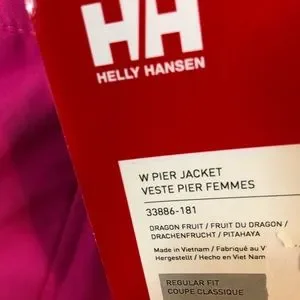 HH
HELLY HANSEN
W PIER JACKET
VESTE PIER FEMMES
33886-181
DRAGON FRUIT / FRUIT DU DRAGON /
DRACHENFRUCHT / PITAHAYA
Made in Vietnam / Fabriqué au V
Hergestellt / Hecho en Viet Nam
REGULAR FIT
COUPE CLASSIQUE